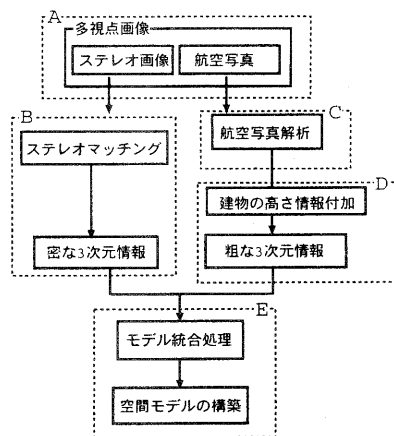 A
多視点画像
ステレオ画像
航空写真
B
ステレオマッチング
密な3次元情報
C
航空写真解析
D
建物の高さ情報付加
粗な3次元情報
E
モデル統合処理
空間モデルの構築